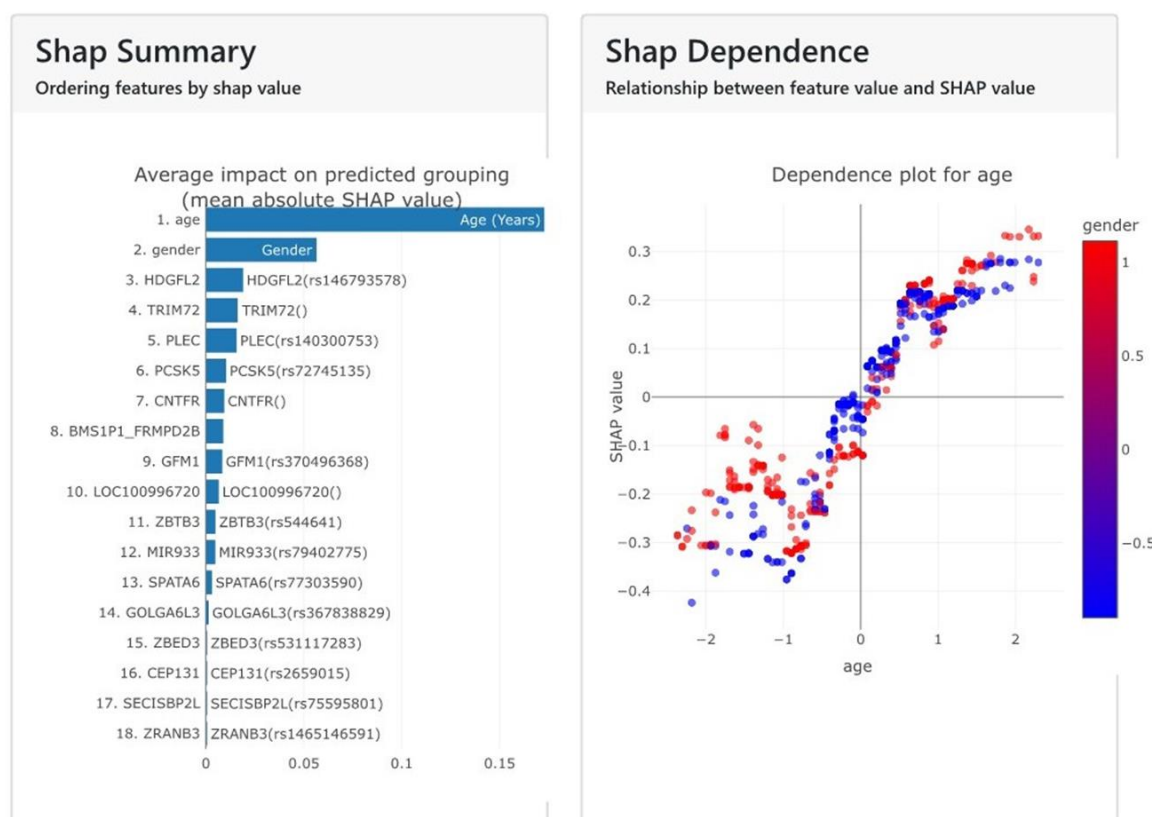 Shap Summary
Ordering features by shap value
Average impact on predicted grouping
(mean absolute SHAP value)
1. age Age (Years)
2. gender Gender
3. HDGFL2 HDGFL2(rs146793578)
4. TRIM72 TRIM72()
5. PLEC PLEC(rs140300753)
6. PCSK5 PCSK5(rs72745135)
7. CNTFR CNTFR()
8. BMS1P1_FRMPD2B
9. GFM1 GFM1(rs370496368)
10. LOC100996720 LOC100996720()
11. ZBTB3 ZBTB3(rs544641)
12. MIR933 MIR933(rs79402775)
13. SPATA6 SPATA6(rs77303590)
14. GOLGA6L3 GOLGA6L3(rs367838829)
15. ZBED3 ZBED3(rs531117283)
16. CEP131 CEP131(rs2659015)
17. SECISBP2L SECISBP2L(rs75595801)
18. ZRANB3 ZRANB3(rs1465146591)
0 0.05 0.1 0.15
Shap Dependence
Relationship between feature value and SHAP value
Dependence plot for age
gender
SHAP value
0.3
0.2
0.1
0
−0.1
−0.2
−0.3
−0.4
−2 −1 0 1 2
age
1
0.5
0
−0.5